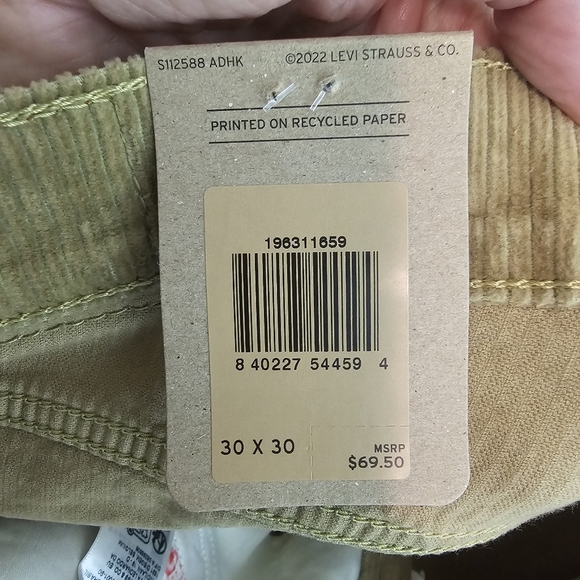 S112588 ADHK ©2022 LEVI STRAUSS & CO.
PRINTED ON RECYCLED PAPER
196311659
8 40227 54459 4
30 X 30
MSRP
$69.50